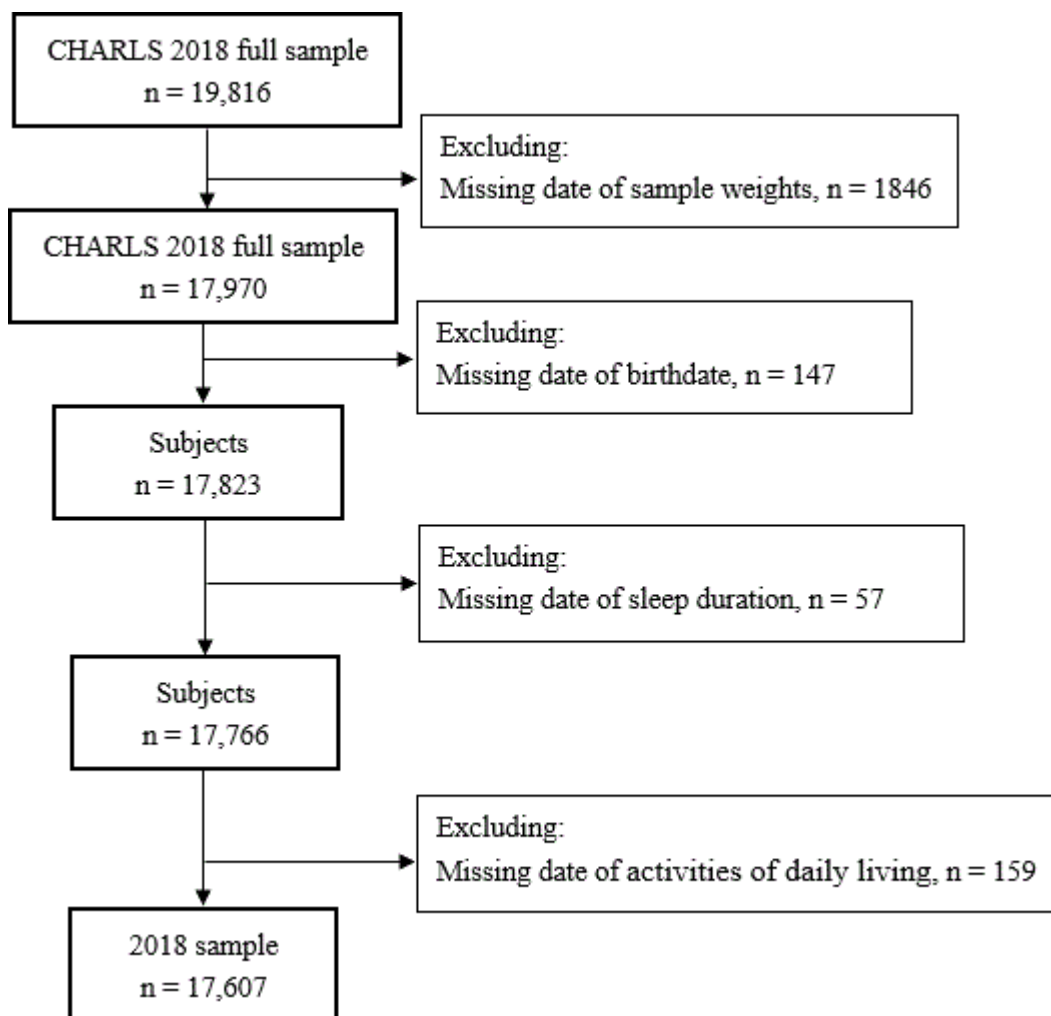 CHARLS 2018 full sample
n = 19,816
Excluding:
Missing date of sample weights, n = 1846
CHARLS 2018 full sample
n = 17,970
Excluding:
Missing date of birthdate, n = 147
Subjects
n = 17,823
Excluding:
Missing date of sleep duration, n = 57
Subjects
n = 17,766
Excluding:
Missing date of activities of daily living, n = 159
2018 sample
n = 17,607